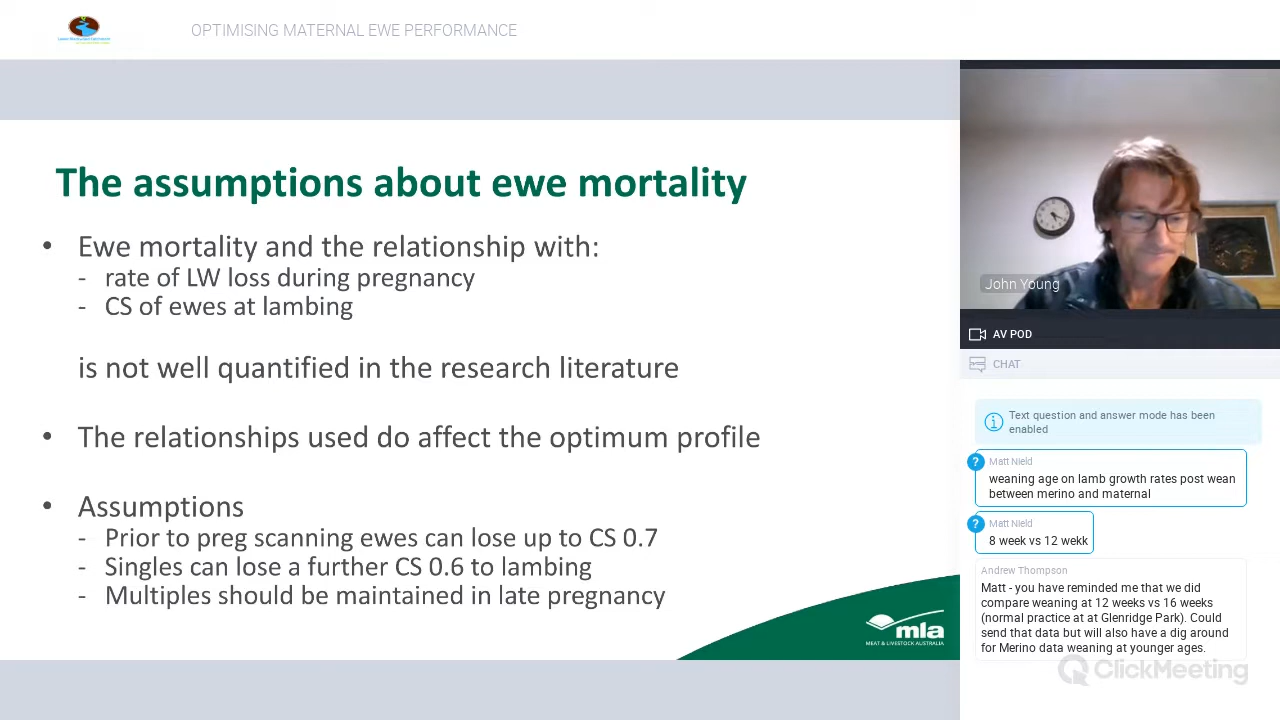 OPTIMISING MATERNAL EWE PERFORMANCE
The assumptions about ewe mortality
• Ewe mortality and the relationship with:
- rate of LW loss during pregnancy
- CS of ewes at lambing
is not well quantified in the research literature
• The relationships used do affect the optimum profile
• Assumptions
- Prior to preg scanning ewes can lose up to CS 0.7
- Singles can lose a further CS 0.6 to lambing
- Multiples should be maintained in late pregnancy
mla
MEAT & LIVESTOCK AUSTRALIA
John Young
AV POD
CHAT
Text question and answer mode has been
enabled
?
Matt Nield
weaning age on lamb growth rates post wean
between merino and maternal
?
Matt Nield
8 week vs 12 wekk
Andrew Thompson
Matt - you have reminded me that we did
compare weaning at 12 weeks vs 16 weeks
(normal practice at at Glenridge Park). Could
send that data but will also have a dig around
for Merino data weaning at younger ages.
ClickMeeting